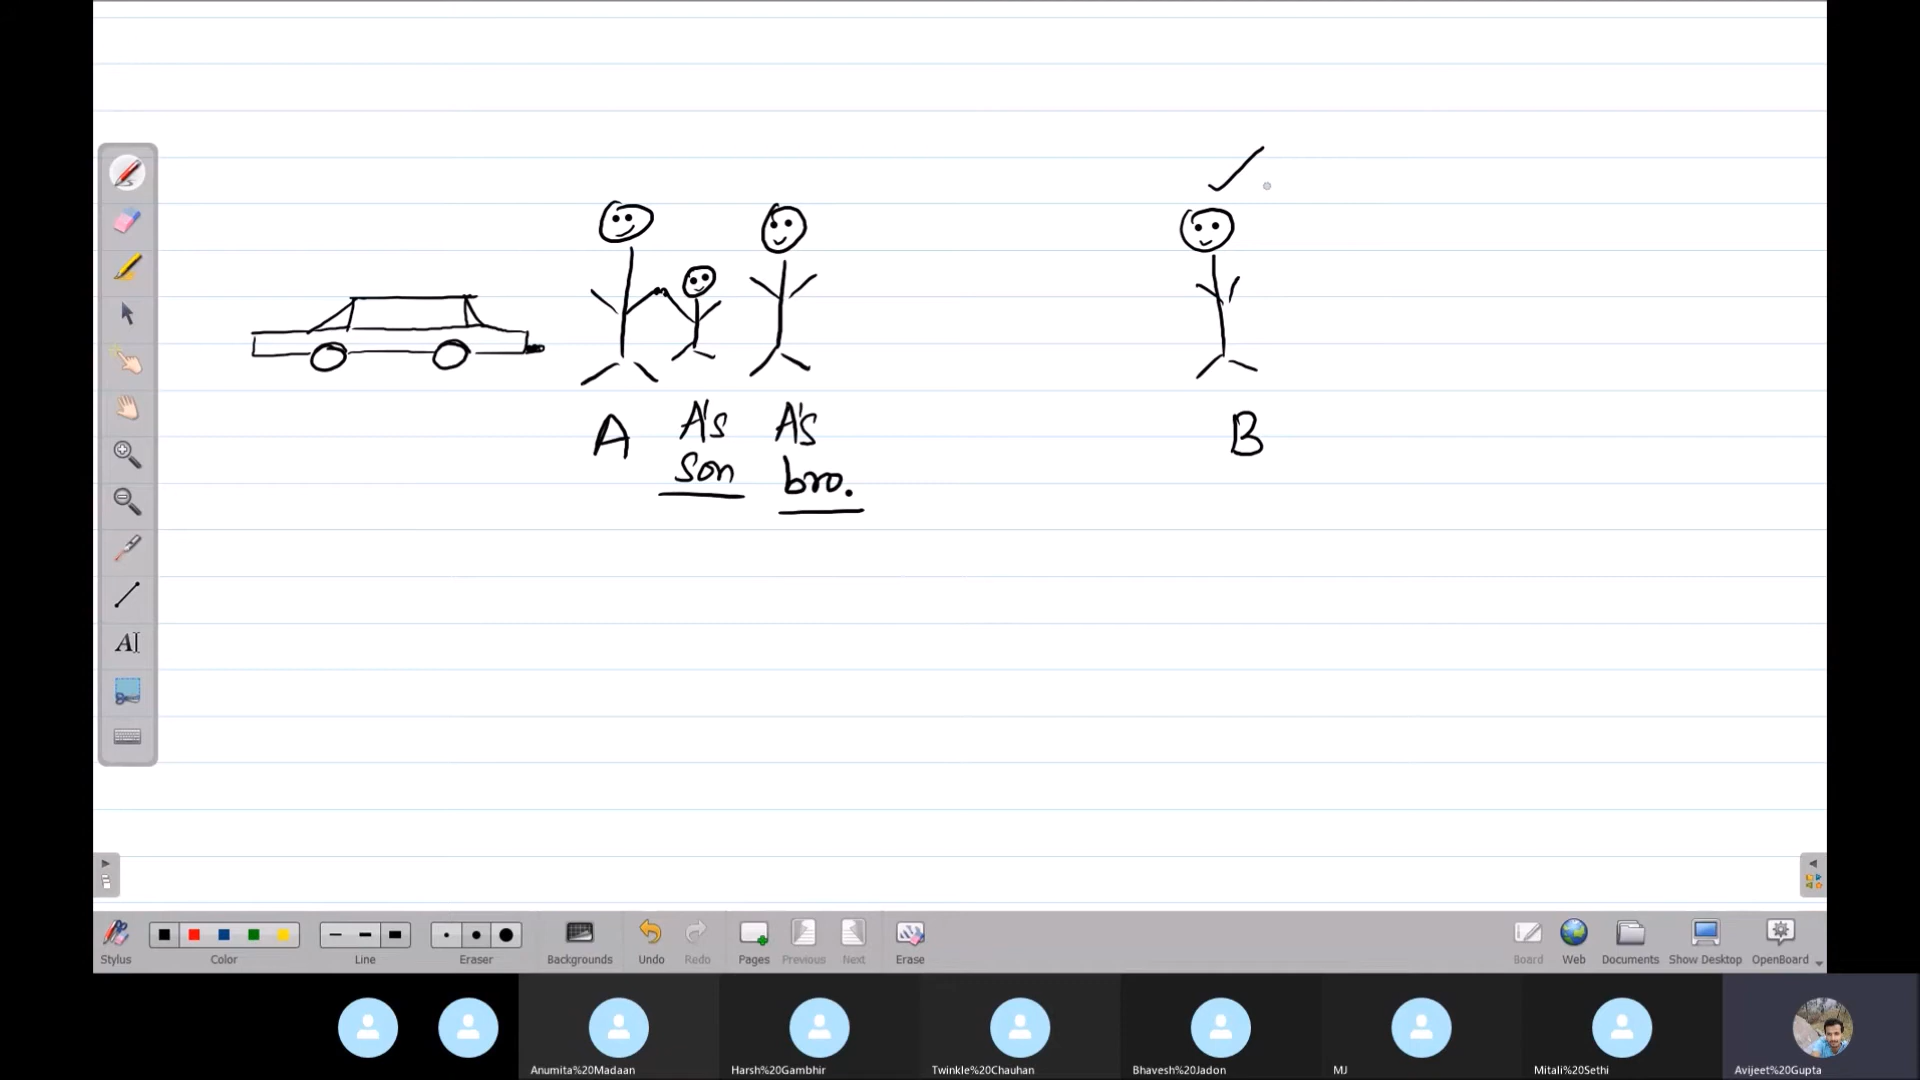 A A's A's B
son bro.
AI
Stylus Color Line Eraser Backgrounds Undo Redo Pages Previous Next Erase Board Web Documents Show Desktop OpenBoard
Anumita%20Madaan Harsh%20Gambhir Twinkle%20Chauhan Bhavesh%20Jadon MJ Mitali%20Sethi Avijeet%20Gupta